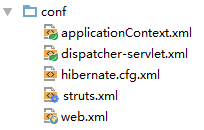 conf
applicationContext.xml
dispatcher-servlet.xml
hibernate.cfg.xml
struts.xml
web.xml